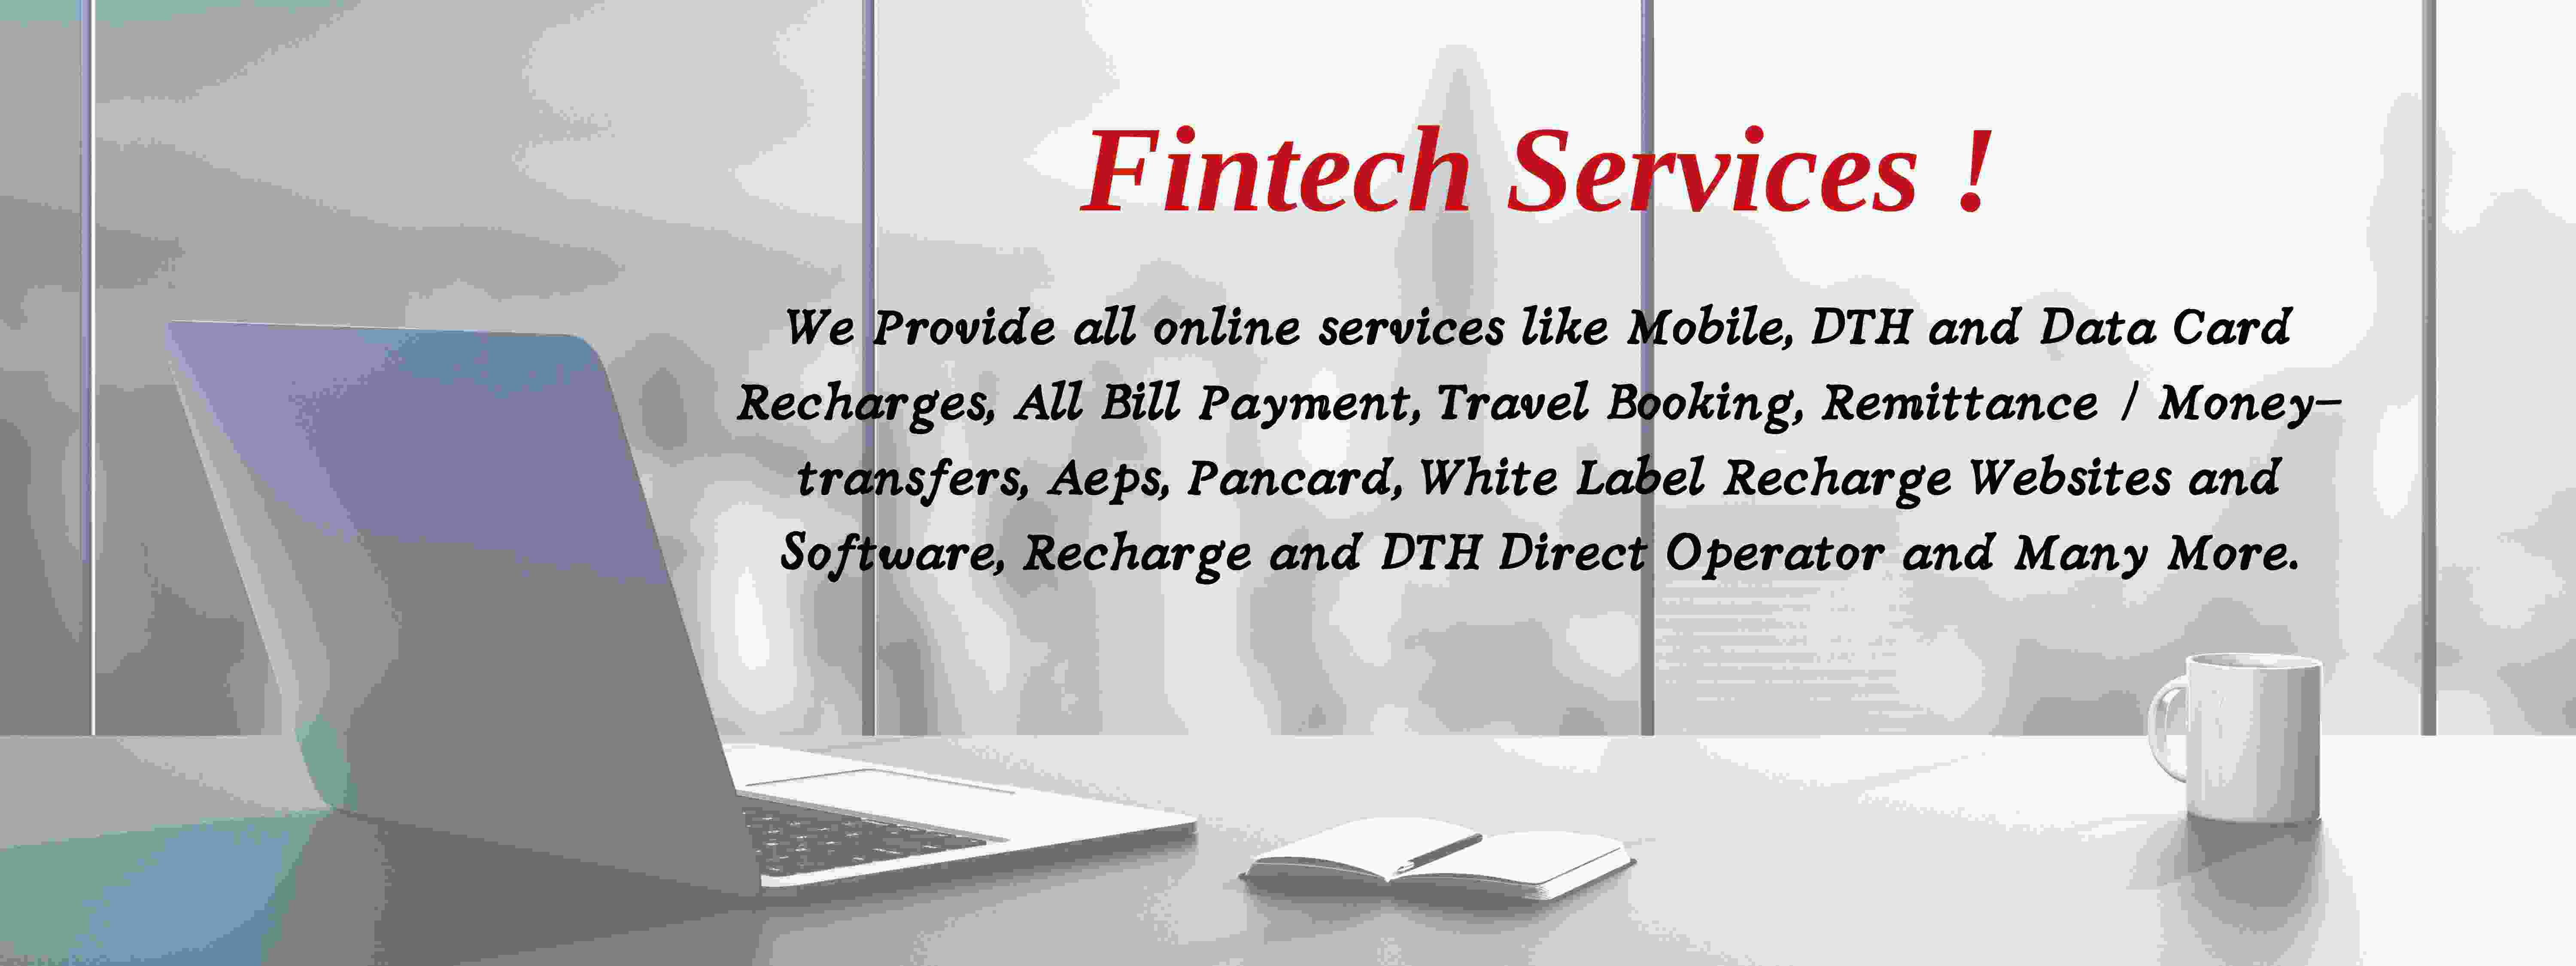 Fintech Services !
We Provide all online services like Mobile, DTH and Data Card
Recharges, All Bill Payment, Travel Booking, Remittance / Money-
transfers, Aeps, Pancard, White Label Recharge Websites and
Software, Recharge and DTH Direct Operator and Many More.